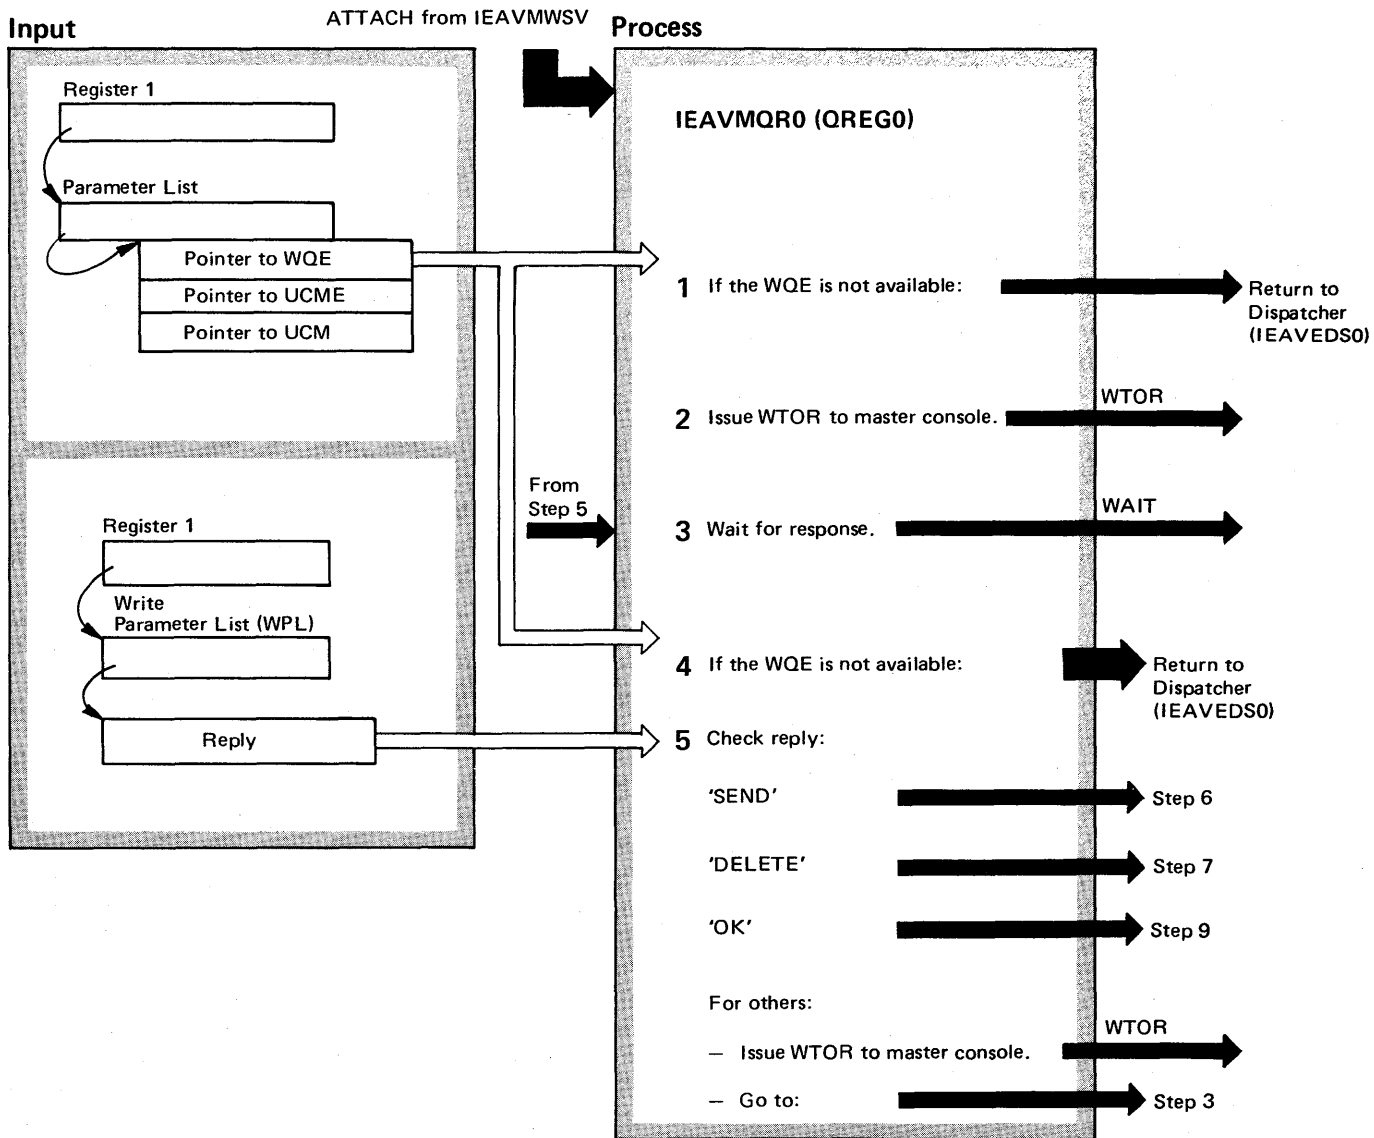 ATTACH from IEAVMWSV
Input
Process
Register 1
Parameter List
Pointer to WQE
Pointer to UCME
Pointer to UCM
Register 1
Write
Parameter List (WPL)
Reply
From
Step 5
IEAVMQR0 (QREG0)
1 If the WQE is not available:
Return to
Dispatcher
(IEAVEDS0)
2 Issue WTOR to master console.
WTOR
3 Wait for response.
WAIT
4 If the WQE is not available:
Return to
Dispatcher
(IEAVEDS0)
5 Check reply:
'SEND' Step 6
'DELETE' Step 7
'OK' Step 9
For others:
WTOR
– Issue WTOR to master console.
– Go to: Step 3